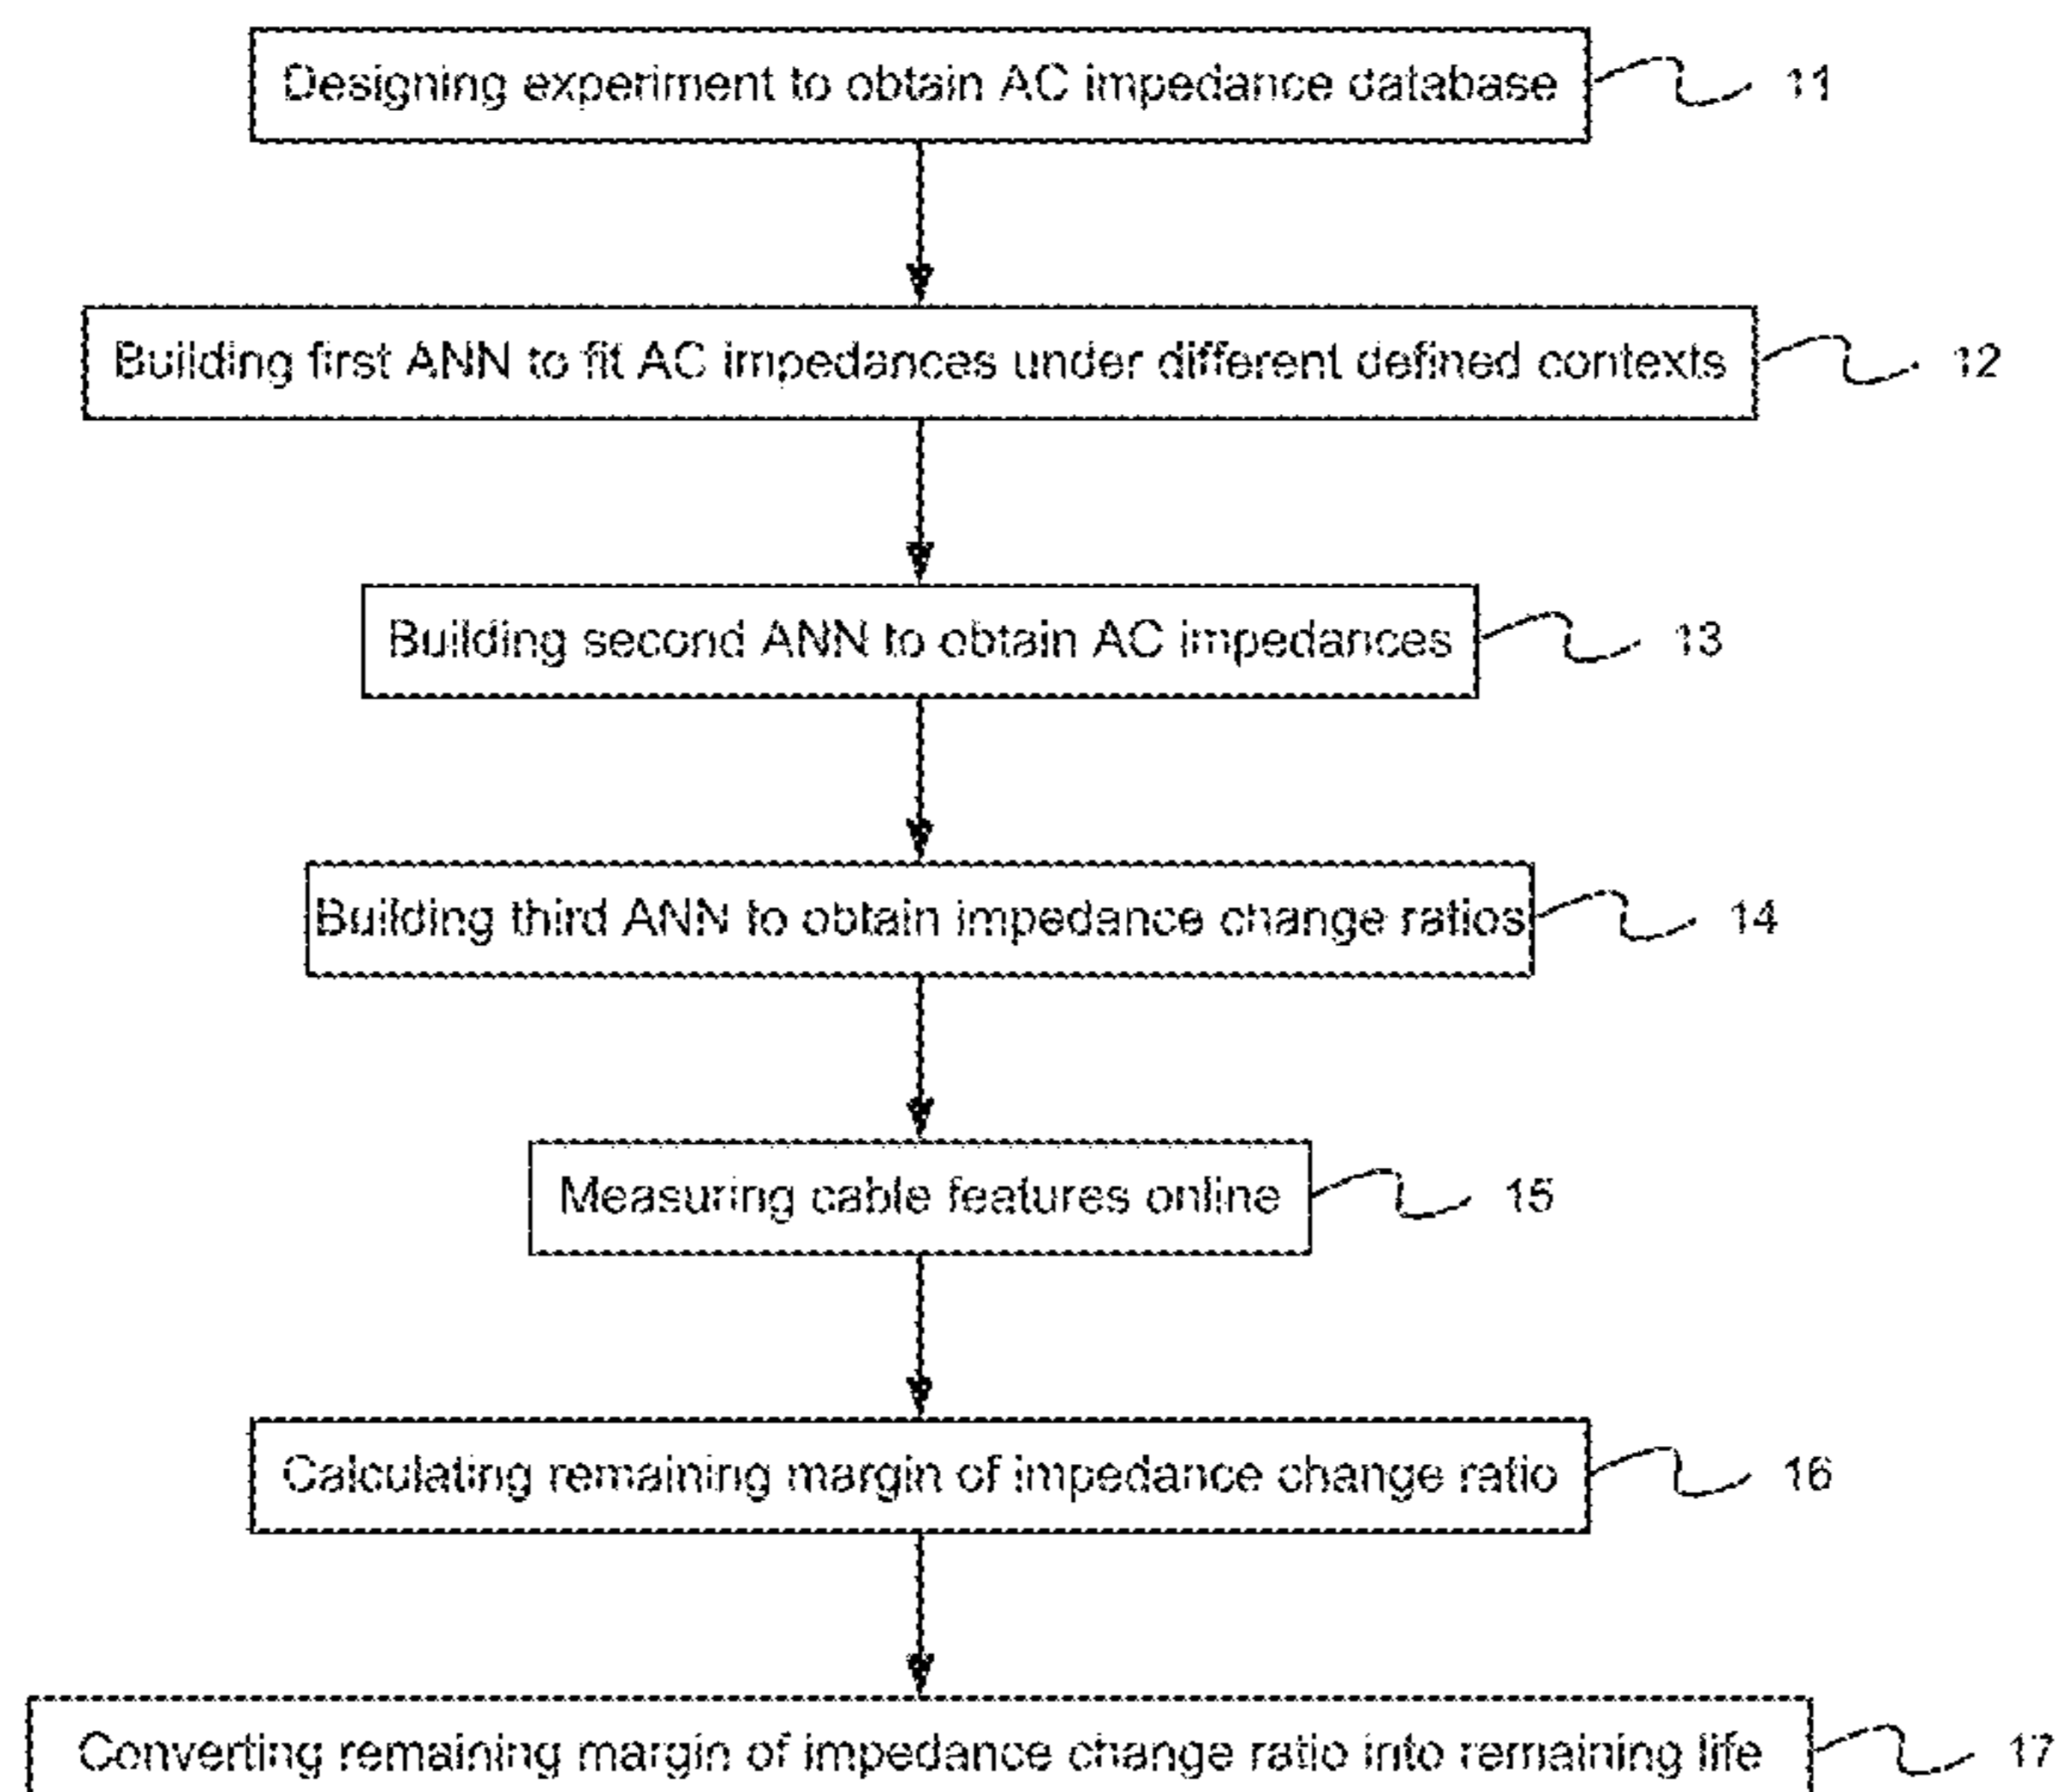 Designing experiment to obtain AC impedance database 11
Building first ANN to fit AC impedances under different defined contexts 12
Building second ANN to obtain AC impedances 13
Building third ANN to obtain impedance change ratios 14
Measuring cable features online 15
Calculating remaining margin of impedance change ratio 16
Converting remaining margin of impedance change ratio into remaining life 17